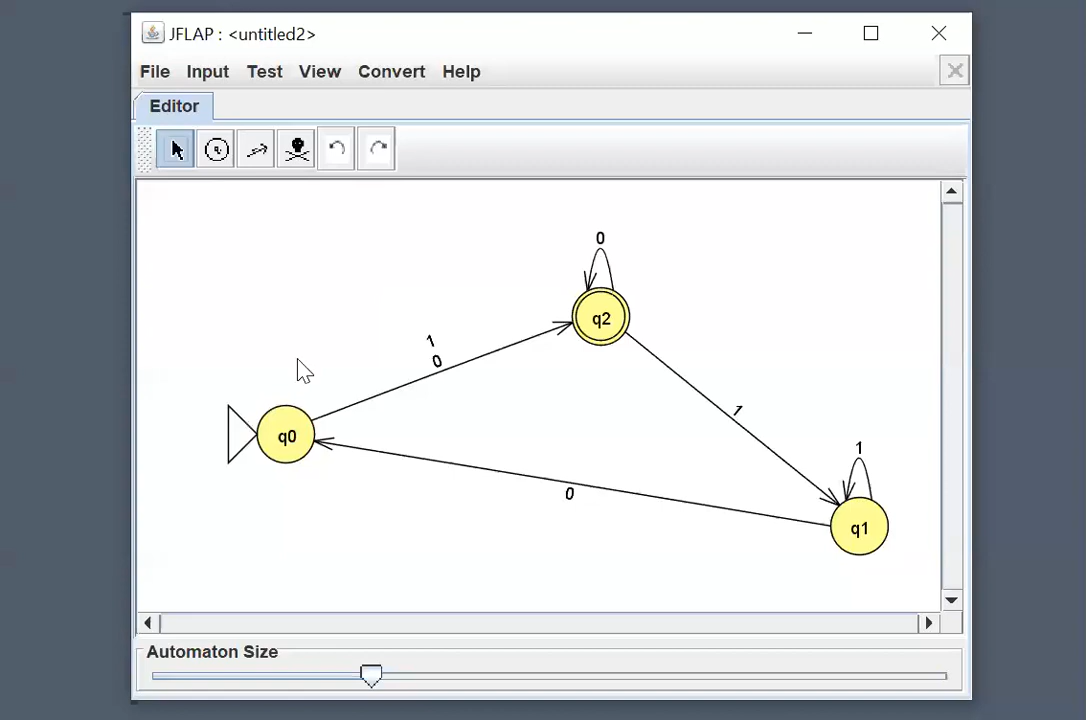 JFLAP : <untitled2>
File Input Test View Convert Help
Editor
0
q2
1
0
1
q0
1
0
q1
Automaton Size